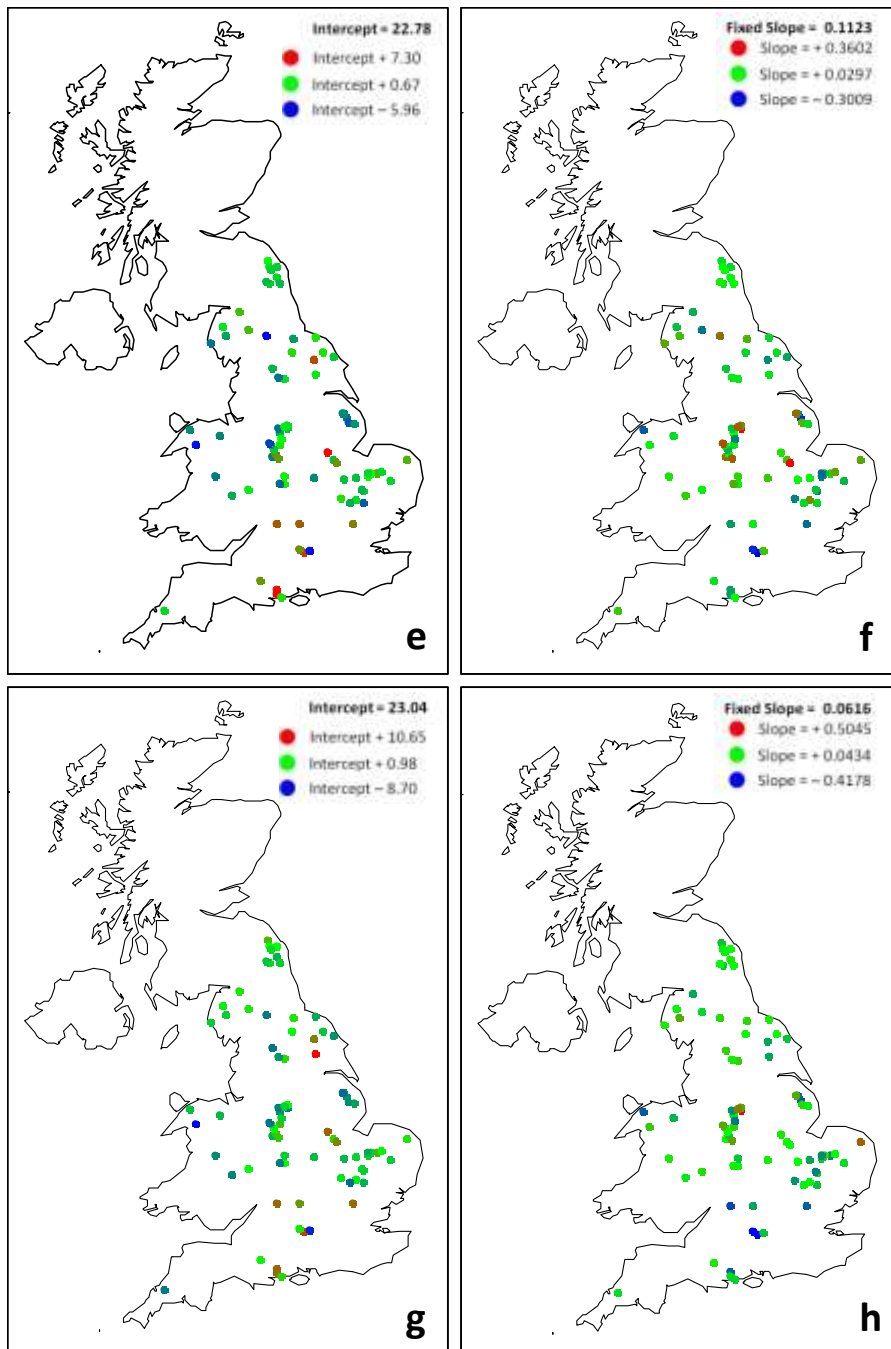 Intercept = 22.78
Intercept + 7.30
Intercept + 0.67
Intercept – 5.96
e
Fixed Slope = 0.1123
Slope = + 0.3602
Slope = + 0.0297
Slope = – 0.3009
f
Intercept = 23.04
Intercept + 10.65
Intercept + 0.98
Intercept – 8.70
g
Fixed Slope = 0.0616
Slope = + 0.5045
Slope = + 0.0434
Slope = – 0.4178
h